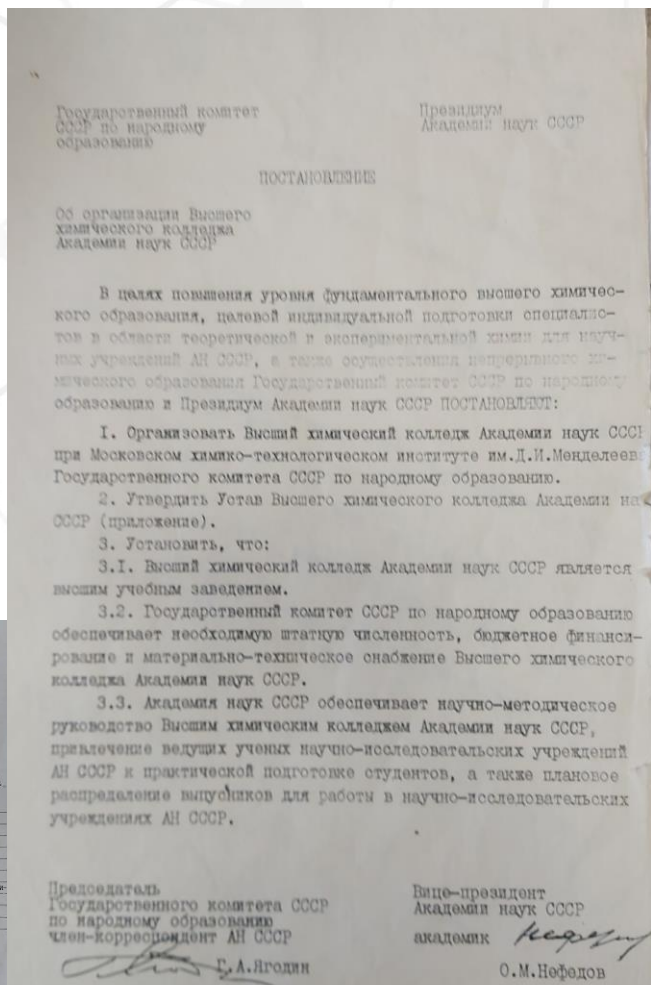 Государственный комитет
СССР по народному
образованию
Президиум
Академии наук СССР
ПОСТАНОВЛЕНИЕ
Об организации Высшего
химического колледжа
Академии наук СССР
В целях повышения уровня фундаментального высшего химичес-
кого образования, целевой индивидуальной подготовки специалис-
тов в области теоретической и экспериментальной химии для науч-
ных учреждений АН СССР, а также осуществления непрерывного хи-
мического образования Государственный комитет СССР по народному
образованию и Президиум Академии наук СССР ПОСТАНОВЛЯЮТ:
I. Организовать Высший химический колледж Академии наук СССР
при Московском химико-технологическом институте им.Д.И.Менделеева
Государственного комитета СССР по народному образованию.
2. Утвердить Устав Высшего химического колледжа Академии на
СССР (приложение).
3. Установить, что:
3.I. Высший химический колледж Академии наук СССР является
высшим учебным заведением.
3.2. Государственный комитет СССР по народному образованию
обеспечивает необходимую штатную численность, бюджетное финанси-
рование и материально-техническое снабжение Высшего химического
колледжа Академии наук СССР.
3.3. Академия наук СССР обеспечивает научно-методическое
руководство Высшим химическим колледжем Академии наук СССР,
привлечение ведущих ученых научно-исследовательских учреждений
АН СССР к практической подготовке студентов, а также плановое
распределение выпусников для работы в научно-исследовательских
учреждениях АН СССР.
Председатель
Государственного комитета СССР
по народному образованию
член-корреспондент АН СССР
Г.А.Ягодин
Вице-президент
Академии наук СССР
академик
О.М.Нефедов